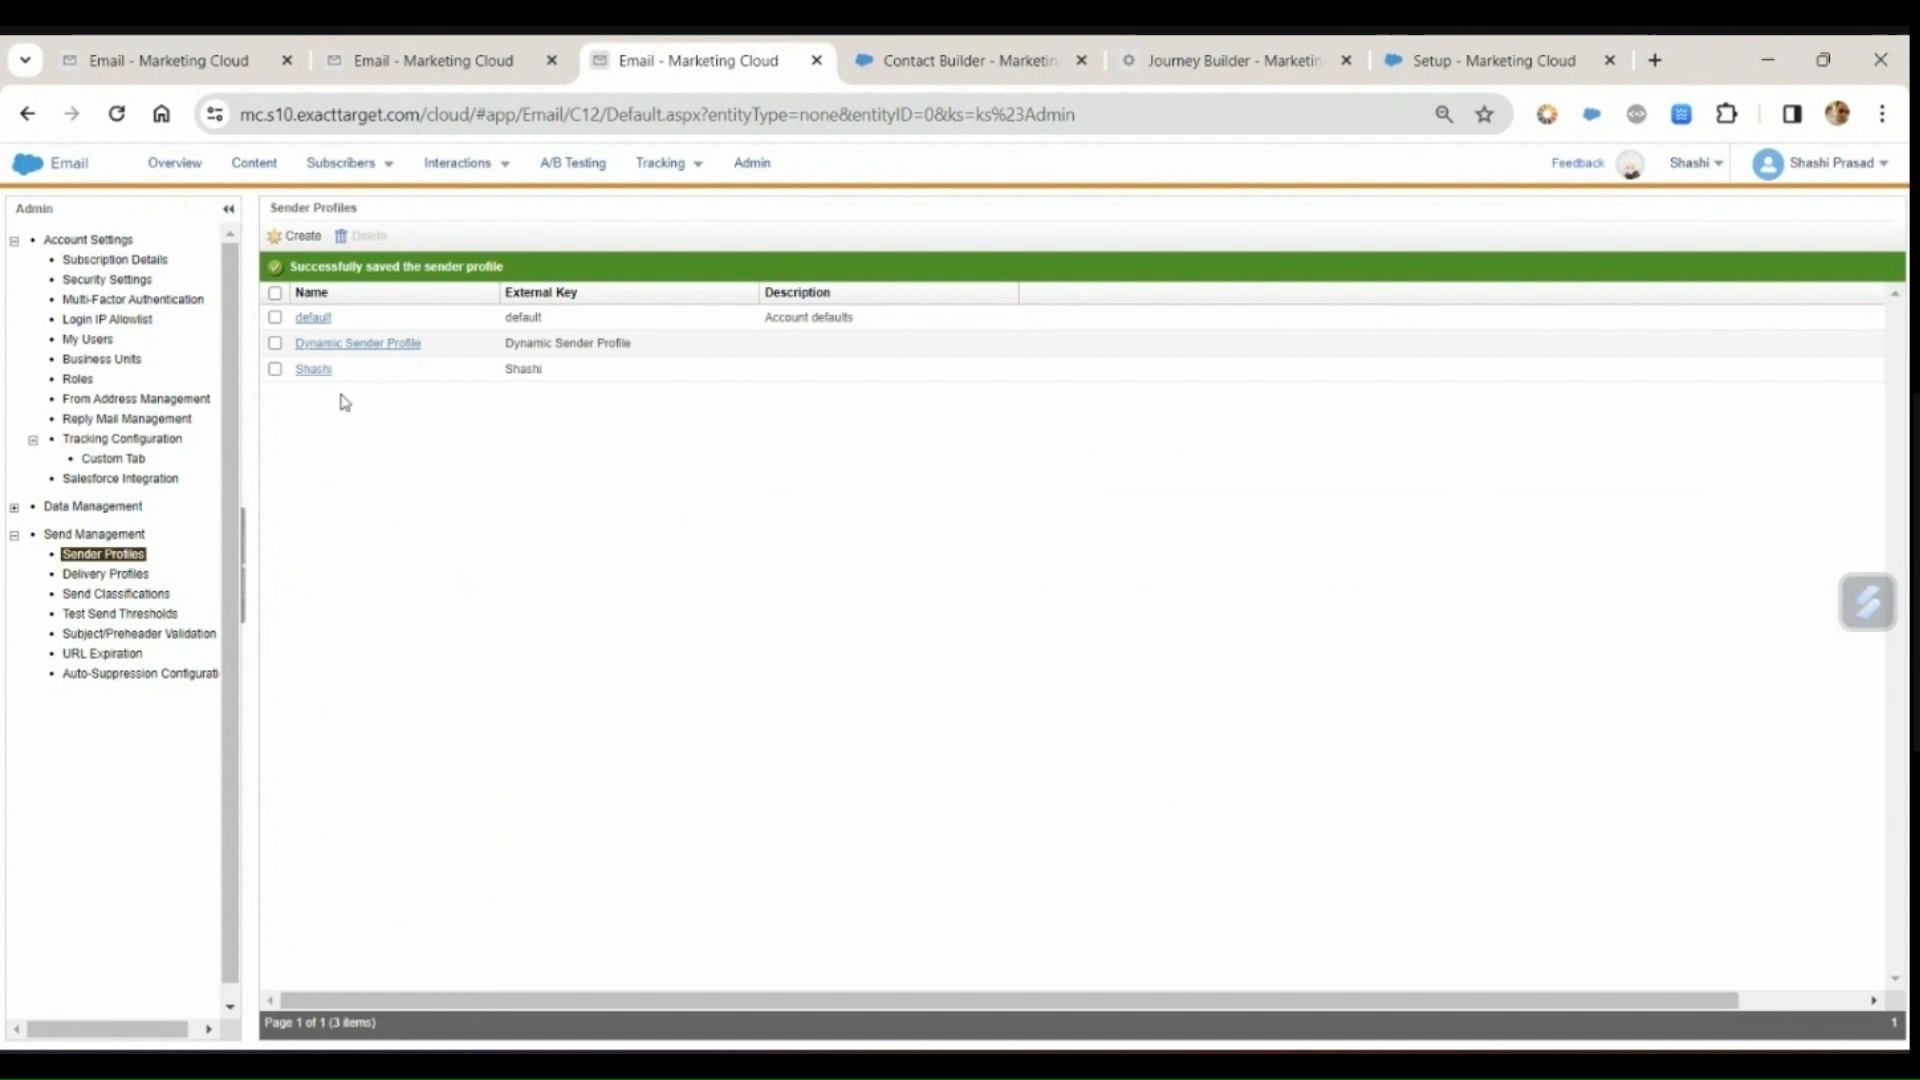 Email - Marketing Cloud
Email - Marketing Cloud
Email - Marketing Cloud
Contact Builder - Marketin
Journey Builder - Marketin
Setup - Marketing Cloud
mc.s10.exacttarget.com/cloud/#app/Email/C12/Default.aspx?entityType=none&entityID=0&ks=ks%23Admin
Email Overview Content Subscribers Interactions A/B Testing Tracking Admin Feedback Shashi Shashi Prasad
Admin
Account Settings
Subscription Details
Security Settings
Multi-Factor Authentication
Login IP Allowlist
My Users
Business Units
Roles
From Address Management
Reply Mail Management
Tracking Configuration
Custom Tab
Salesforce Integration
Data Management
Send Management
Sender Profiles
Delivery Profiles
Send Classifications
Test Send Thresholds
Subject/Preheader Validation
URL Expiration
Auto-Suppression Configurati
Sender Profiles
Create Delete
Successfully saved the sender profile
Name External Key Description
default default Account defaults
Dynamic Sender Profile Dynamic Sender Profile
Shashi Shashi
Page 1 of 1 (3 items) 1